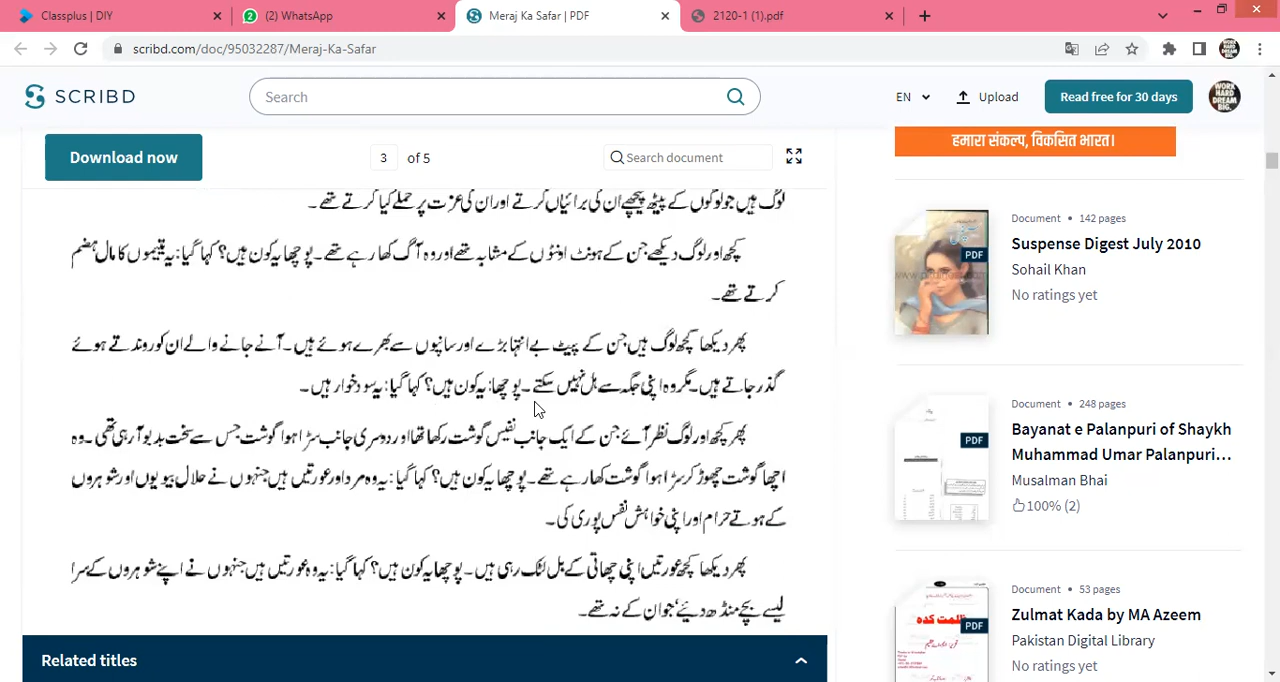 Classplus | DIY
(2) WhatsApp
Meraj Ka Safar | PDF
2120-1 (1).pdf
scribd.com/doc/95032287/Meraj-Ka-Safar
SCRIBD
Search
EN
Upload
Read free for 30 days
WORK HARD DREAM BIG.
Download now
3 of 5
Search document
لوگ ہیں جو لوگوں کے پیٹھ پیچھے ان کی برائیاں کرتے اور ان کی عزت پر حملے کیا کرتے تھے۔
کچھ اور لوگ دیکھے جن کے ہونٹ اونٹوں کے مشابہ تھے اور وہ آگ کھا رہے تھے۔ پوچھا یہ کون ہیں؟ کہا گیا: یہ یتیموں کا مال ہضم
کرتے تھے۔
پھر دیکھا کچھ لوگ ہیں جن کے پیٹ بے انتہا بڑے اور سانپوں سے بھرے ہوئے ہیں۔ آنے جانے والے ان کو روندتے ہوئے
گذر جاتے ہیں۔ مگر وہ اپنی جگہ سے ہل نہیں سکتے۔ پوچھا: یہ کون ہیں؟ کہا گیا: یہ سود خوار ہیں۔
پھر کچھ اور لوگ نظر آئے جن کے ایک جانب نفیس گوشت رکھا تھا اور دوسری جانب سڑا ہوا گوشت جس سے سخت بدبو آ رہی تھی۔ وہ
اچھا گوشت چھوڑ کر سڑا ہوا گوشت کھا رہے تھے۔ پوچھا یہ کون ہیں؟ کہا گیا: یہ وہ مرد اور عورتیں ہیں جنہوں نے حلال بیویوں اور شوہروں
کے ہوتے حرام اور اپنی خواہش نفس پوری کی۔
پھر دیکھا کچھ عورتیں اپنی چھاتی کے بل لٹک رہی ہیں۔ پوچھا یہ کون ہیں؟ کہا گیا: یہ وہ عورتیں ہیں جنہوں نے اپنے شوہروں کے سر ا
لیسے بچے منڈھ دیئے، جو ان کے نہ تھے۔
Related titles
हमारा संकल्प, विकसित भारत।
Document • 142 pages
Suspense Digest July 2010
Sohail Khan
No ratings yet
PDF
Document • 248 pages
Bayanat e Palanpuri of Shaykh
Muhammad Umar Palanpuri...
Musalman Bhai
100% (2)
PDF
Document • 53 pages
Zulmat Kada by MA Azeem
Pakistan Digital Library
No ratings yet
ظلمت کدہ
PDF